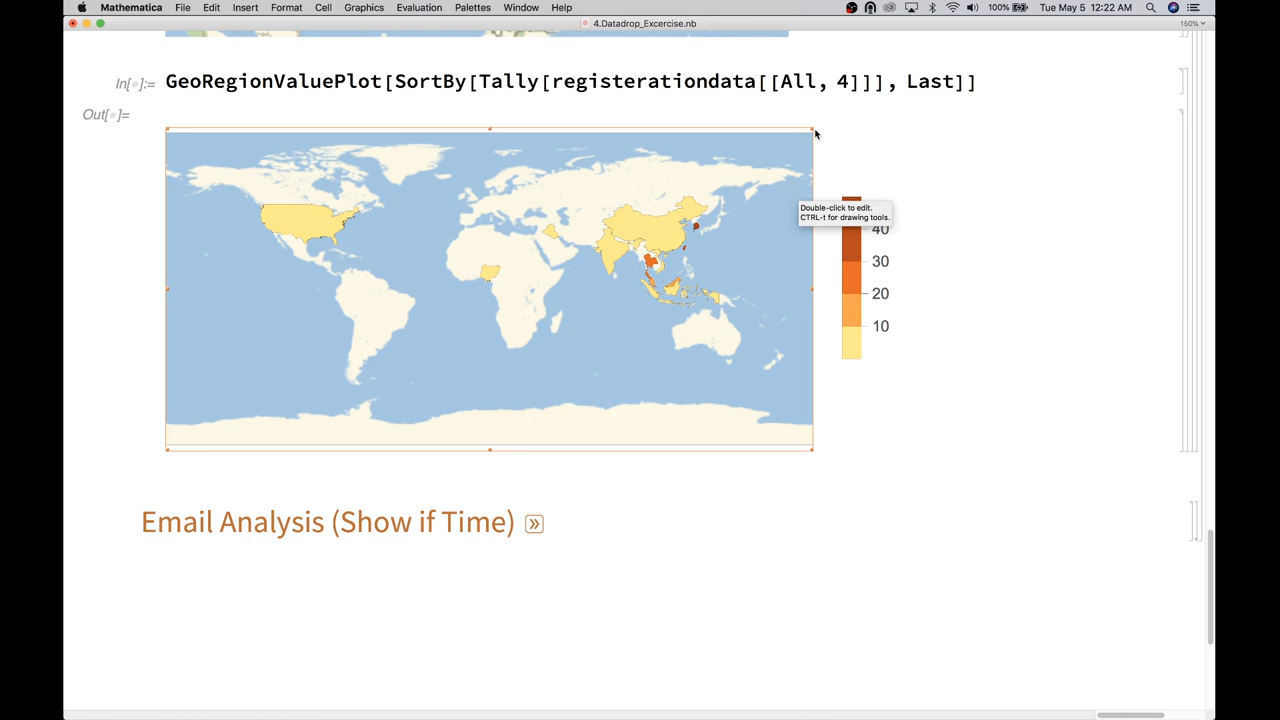 Mathematica File Edit Insert Format Cell Graphics Evaluation Palettes Window Help 100% Tue May 5 12:22 AM
4.Datadrop_Excercise.nb 150%
In[ ]:= GeoRegionValuePlot[SortBy[Tally[registerationdata[[All, 4]]], Last]]
Out[ ]=
Double-click to edit.
CTRL-t for drawing tools.
40
30
20
10
Email Analysis (Show if Time) »